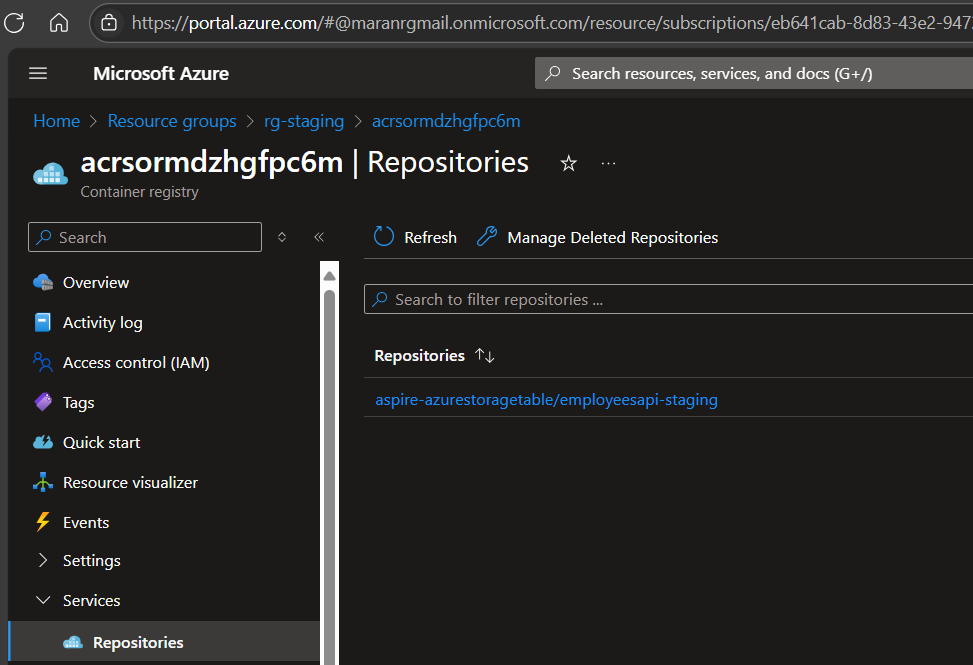 https://portal.azure.com/#@maranrgmail.onmicrosoft.com/resource/subscriptions/eb641cab-8d83-43e2-947
Microsoft Azure
Search resources, services, and docs (G+/)
Home > Resource groups > rg-staging > acrsormdzhgfpc6m
acrsormdzhgfpc6m | Repositories
Container registry
Search
Refresh
Manage Deleted Repositories
Overview
Activity log
Access control (IAM)
Tags
Quick start
Resource visualizer
Events
Settings
Services
Repositories
Search to filter repositories ...
Repositories
aspire-azurestoragetable/employeesapi-staging